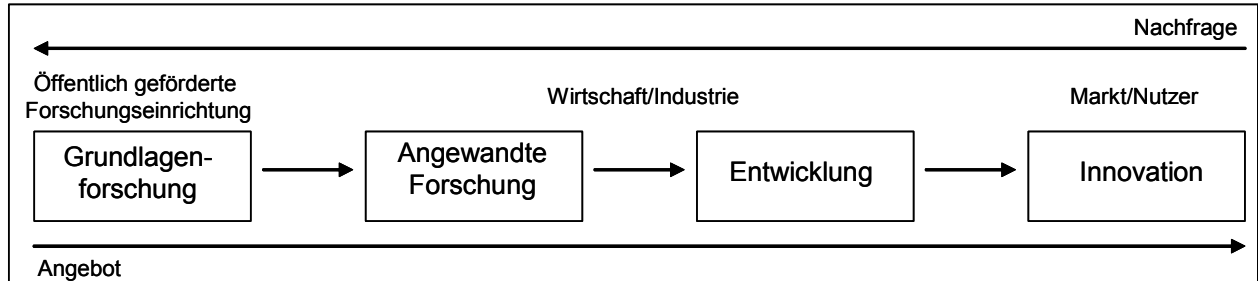 Nachfrage
Öffentlich geförderte
Forschungseinrichtung
Wirtschaft/Industrie
Markt/Nutzer
Grundlagen-
forschung
Angewandte
Forschung
Entwicklung
Innovation
Angebot